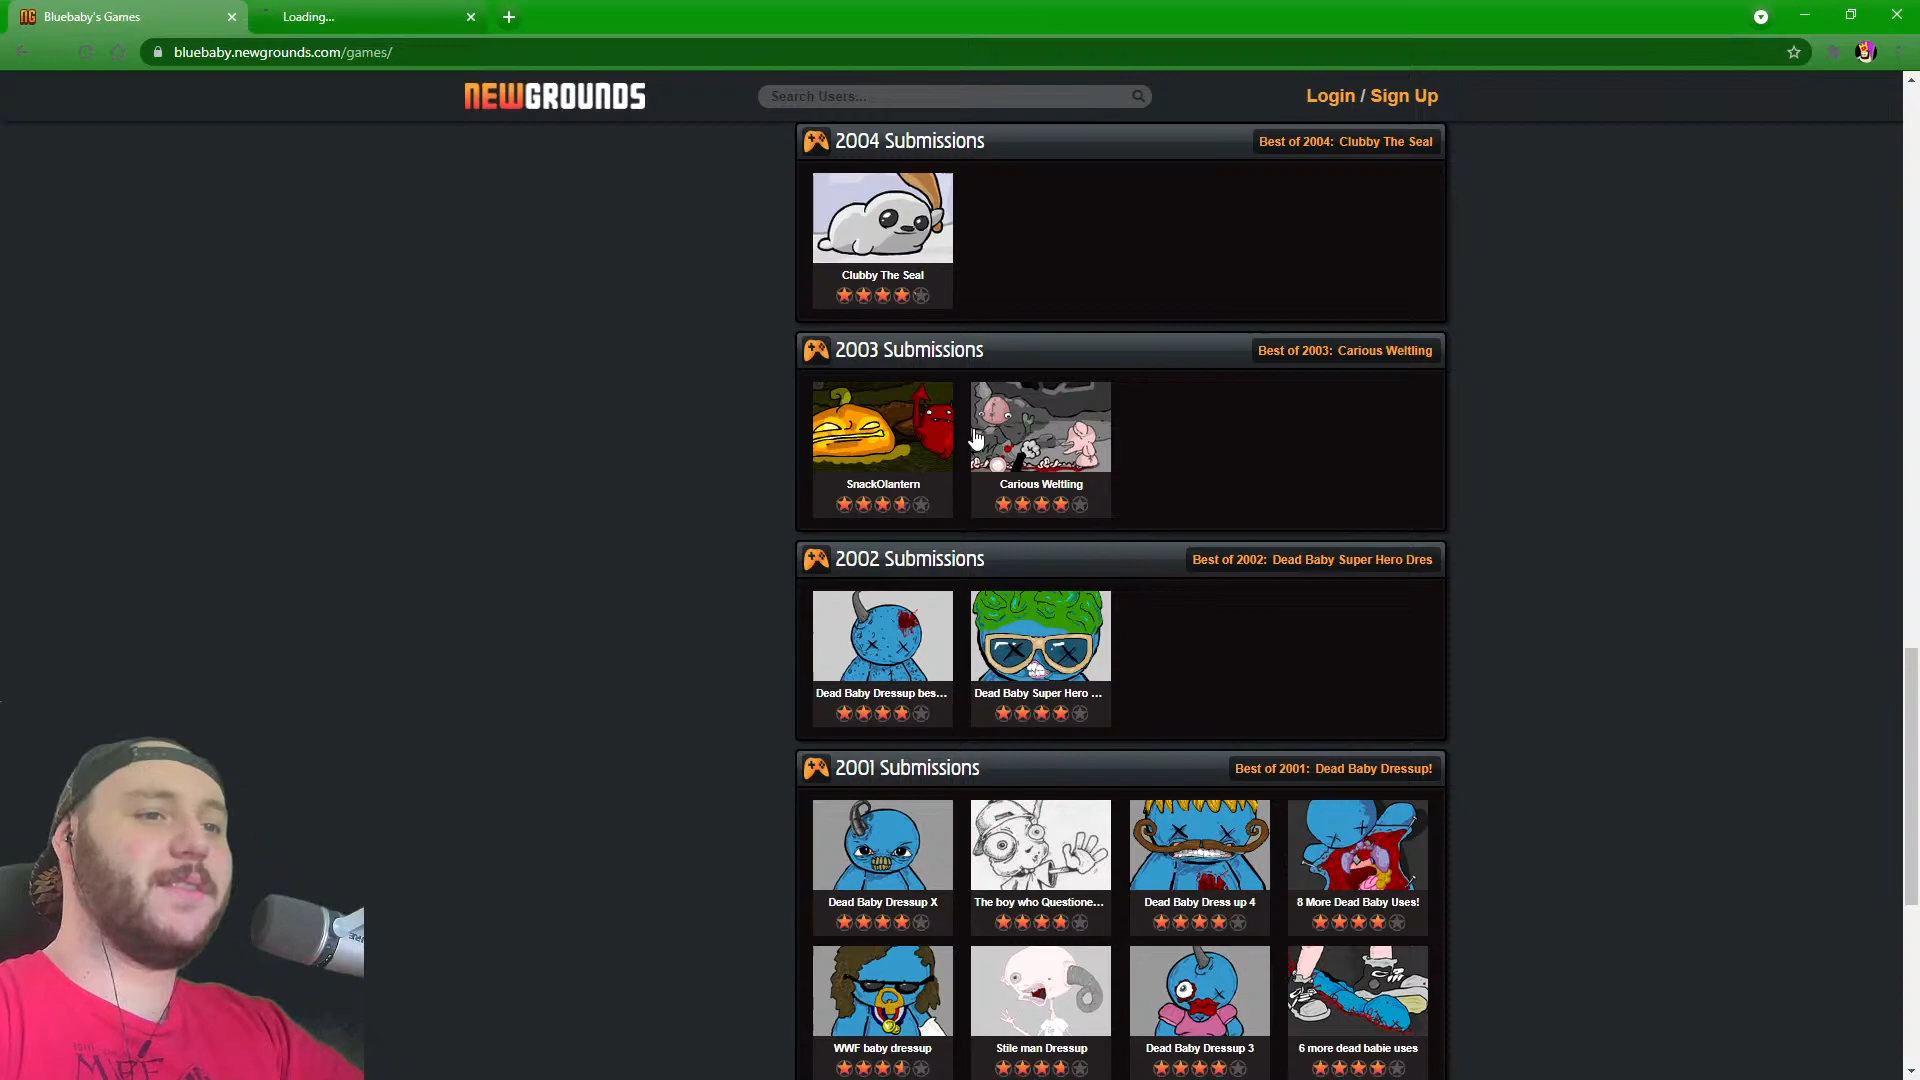 Bluebaby's Games
Loading...
bluebaby.newgrounds.com/games/
NEWGROUNDS
Search Users...
Login / Sign Up
2004 Submissions
Best of 2004: Clubby The Seal
Clubby The Seal
2003 Submissions
Best of 2003: Carious Weltling
SnackOlantern
Carious Weltling
2002 Submissions
Best of 2002: Dead Baby Super Hero Dres
Dead Baby Dressup bes...
Dead Baby Super Hero ...
2001 Submissions
Best of 2001: Dead Baby Dressup!
Dead Baby Dressup X
The boy who Questione...
Dead Baby Dress up 4
8 More Dead Baby Uses!
WWF baby dressup
Stile man Dressup
Dead Baby Dressup 3
6 more dead babie uses